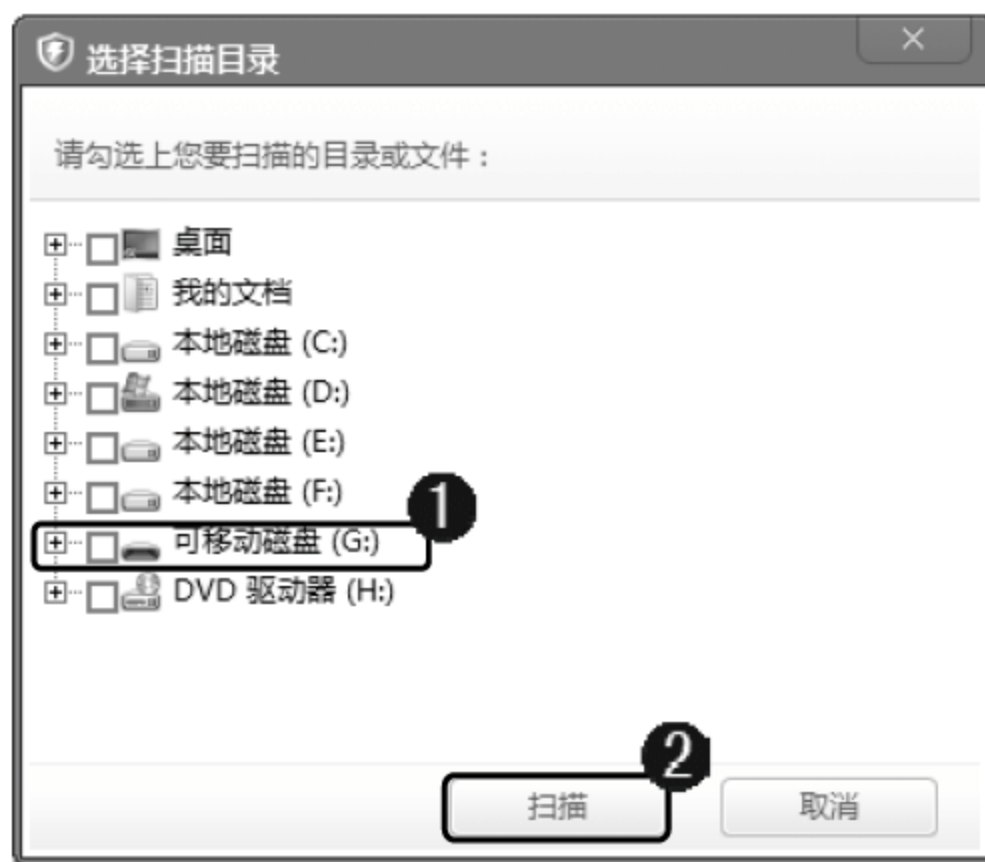 选择扫描目录
请勾选上您要扫描的目录或文件：
桌面
我的文档
本地磁盘 (C:)
本地磁盘 (D:)
本地磁盘 (E:)
本地磁盘 (F:)
1
可移动磁盘 (G:)
DVD 驱动器 (H:)
2
扫描 取消